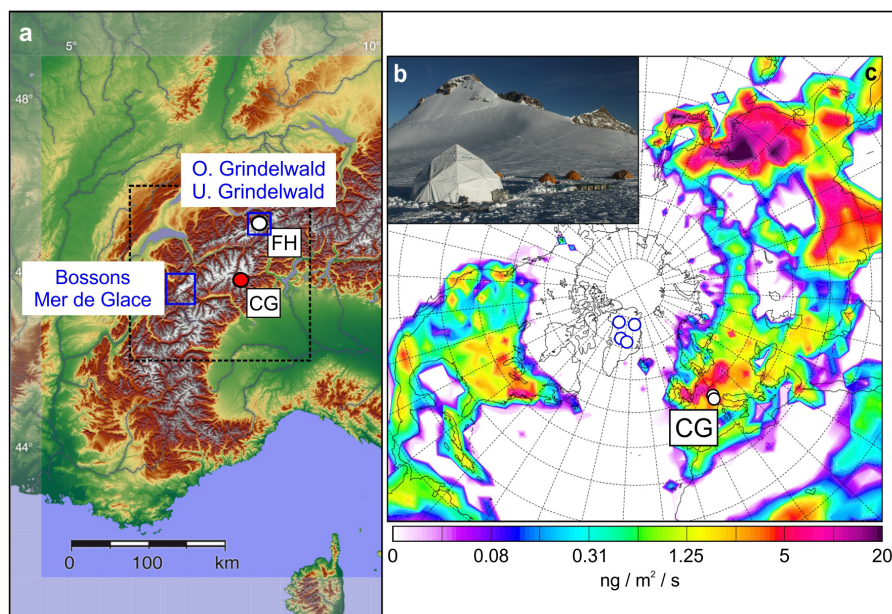 a
5°
10°
48°
O. Grindelwald
U. Grindelwald
FH
Bossons
Mer de Glace
CG
44°
0
100
200
km
b
c
CG
0
0.08
0.31
1.25
5
20
ng / m² / s